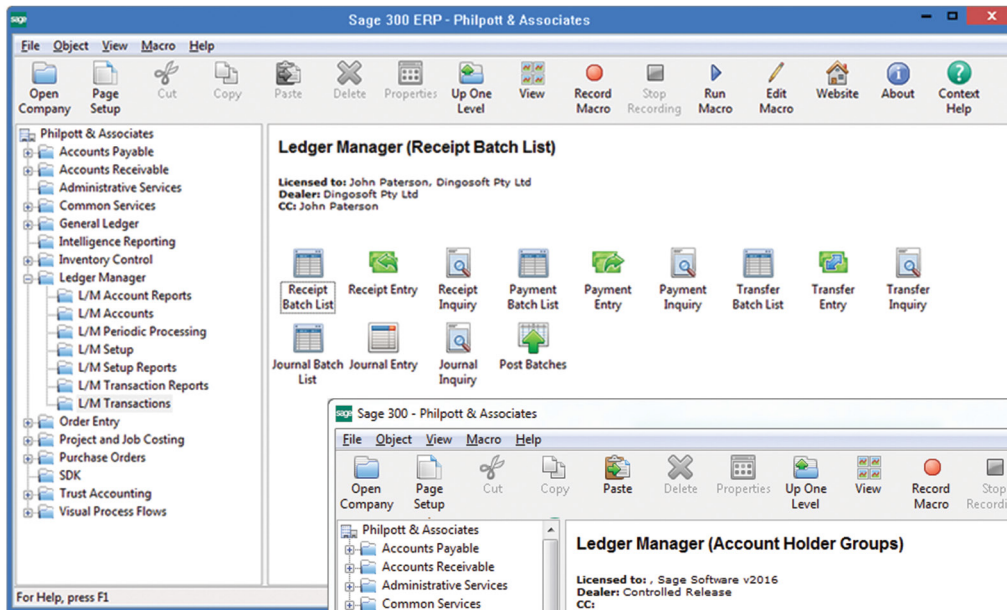 sage
Sage 300 ERP - Philpott & Associates
File Object View Macro Help
Open Company
Page Setup
Cut
Copy
Paste
Delete
Properties
Up One Level
View
Record Macro
Stop Recording
Run Macro
Edit Macro
Website
About
Context Help
Philpott & Associates
Accounts Payable
Accounts Receivable
Administrative Services
Common Services
General Ledger
Intelligence Reporting
Inventory Control
Ledger Manager
L/M Account Reports
L/M Accounts
L/M Periodic Processing
L/M Setup
L/M Setup Reports
L/M Transaction Reports
L/M Transactions
Order Entry
Project and Job Costing
Purchase Orders
SDK
Trust Accounting
Visual Process Flows
For Help, press F1
Ledger Manager (Receipt Batch List)
Licensed to: John Paterson, Dingosoft Pty Ltd
Dealer: Dingosoft Pty Ltd
CC: John Paterson
Receipt Batch List
Receipt Entry
Receipt Inquiry
Payment Batch List
Payment Entry
Payment Inquiry
Transfer Batch List
Transfer Entry
Transfer Inquiry
Journal Batch List
Journal Entry
Journal Inquiry
Post Batches
sage
Sage 300 - Philpott & Associates
File Object View Macro Help
Open Company
Page Setup
Cut
Copy
Paste
Delete
Properties
Up One Level
View
Record Macro
Stop Recordi
Philpott & Associates
Accounts Payable
Accounts Receivable
Administrative Services
Common Services
Ledger Manager (Account Holder Groups)
Licensed to: , Sage Software v2016
Dealer: Controlled Release
CC: